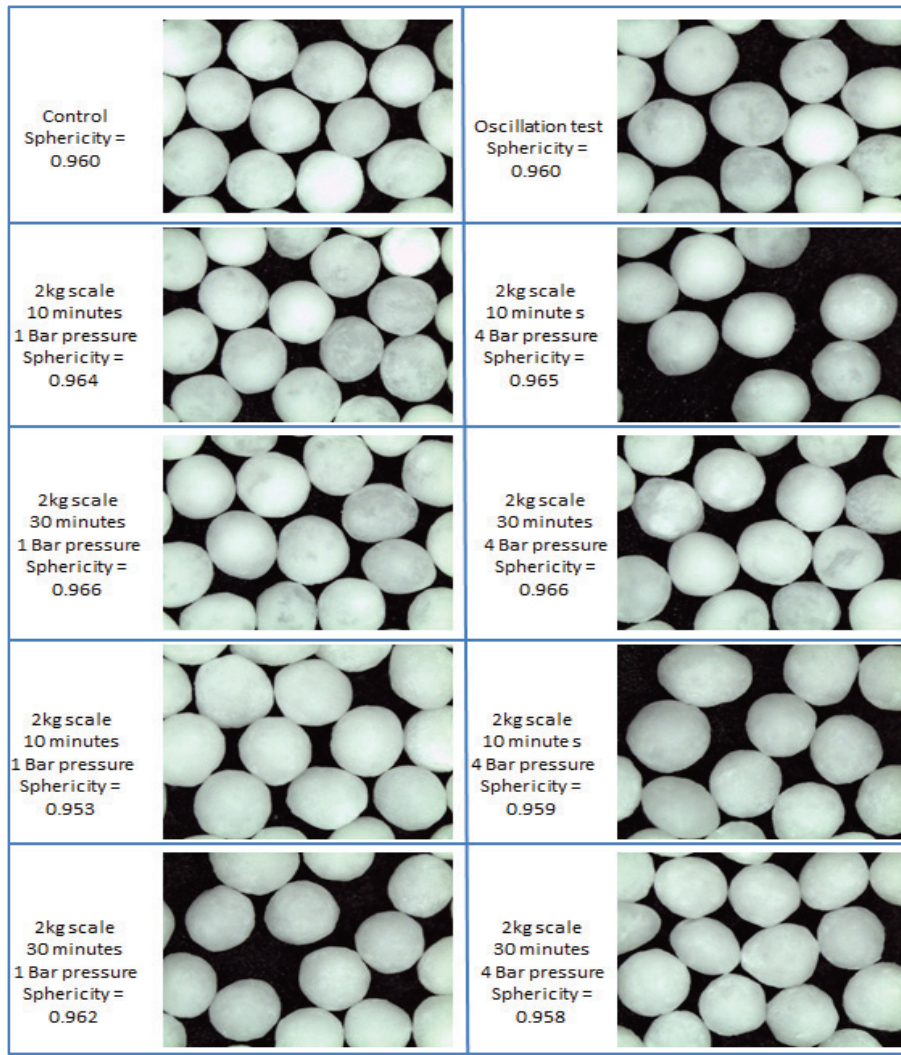 Control
Sphericity =
0.960
Oscillation test
Sphericity =
0.960
2kg scale
10 minutes
1 Bar pressure
Sphericity =
0.964
2kg scale
10 minutes
4 Bar pressure
Sphericity =
0.965
2kg scale
30 minutes
1 Bar pressure
Sphericity =
0.966
2kg scale
30 minutes
4 Bar pressure
Sphericity =
0.966
2kg scale
10 minutes
1 Bar pressure
Sphericity =
0.953
2kg scale
10 minutes
4 Bar pressure
Sphericity =
0.959
2kg scale
30 minutes
1 Bar pressure
Sphericity =
0.962
2kg scale
30 minutes
4 Bar pressure
Sphericity =
0.958